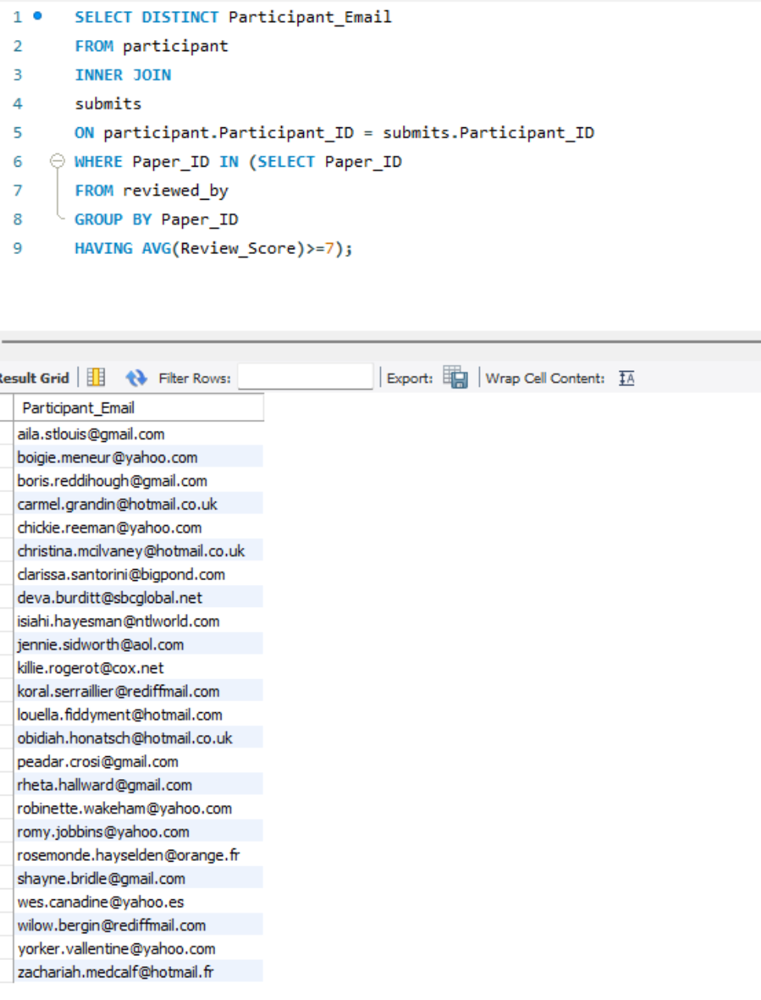 1 SELECT DISTINCT Participant_Email
2 FROM participant
3 INNER JOIN
4 submits
5 ON participant.Participant_ID = submits.Participant_ID
6 WHERE Paper_ID IN (SELECT Paper_ID
7 FROM reviewed_by
8 GROUP BY Paper_ID
9 HAVING AVG(Review_Score)>=7);
Result Grid Filter Rows: Export: Wrap Cell Content: IA
Participant_Email
aila.stlouis@gmail.com
boigie.meneur@yahoo.com
boris.reddihough@gmail.com
carmel.grandin@hotmail.co.uk
chickie.reeman@yahoo.com
christina.mcilvaney@hotmail.co.uk
clarissa.santorini@bigpond.com
deva.burditt@sbcglobal.net
isiahi.hayesman@ntlworld.com
jennie.sidworth@aol.com
killie.rogerot@cox.net
koral.serraillier@rediffmail.com
louella.fiddyment@hotmail.com
obidiah.honatsch@hotmail.co.uk
peadar.crosi@gmail.com
rheta.hallward@gmail.com
robinette.wakeham@yahoo.com
romy.jobbins@yahoo.com
rosemonde.hayselden@orange.fr
shayne.bridle@gmail.com
wes.canadine@yahoo.es
wilow.bergin@rediffmail.com
yorker.vallentine@yahoo.com
zachariah.medcalf@hotmail.fr